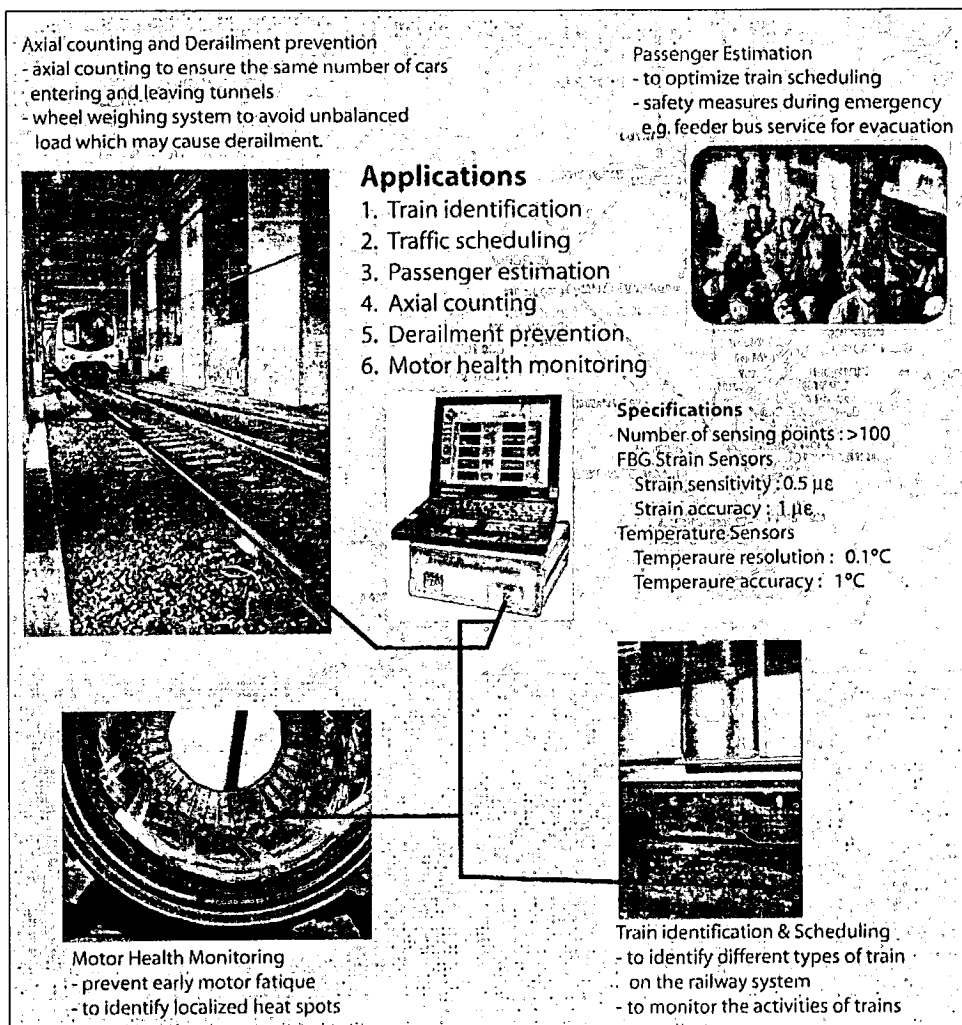 Axial counting and Derailment prevention
- axial counting to ensure the same number of cars
entering and leaving tunnels
- wheel weighing system to avoid unbalanced
load which may cause derailment.
Passenger Estimation
- to optimize train scheduling
- safety measures during emergency
e.g. feeder bus service for evacuation
Applications
1. Train identification
2. Traffic scheduling
3. Passenger estimation
4. Axial counting
5. Derailment prevention
6. Motor health monitoring
Specifications
Number of sensing points : >100
FBG Strain Sensors
Strain sensitivity : 0.5 µε
Strain accuracy : 1 µε
Temperature Sensors
Temperaure resolution : 0.1°C
Temperaure accuracy : 1°C
Motor Health Monitoring
- prevent early motor fatique
- to identify localized heat spots
Train identification & Scheduling
- to identify different types of train
on the railway system
- to monitor the activities of trains